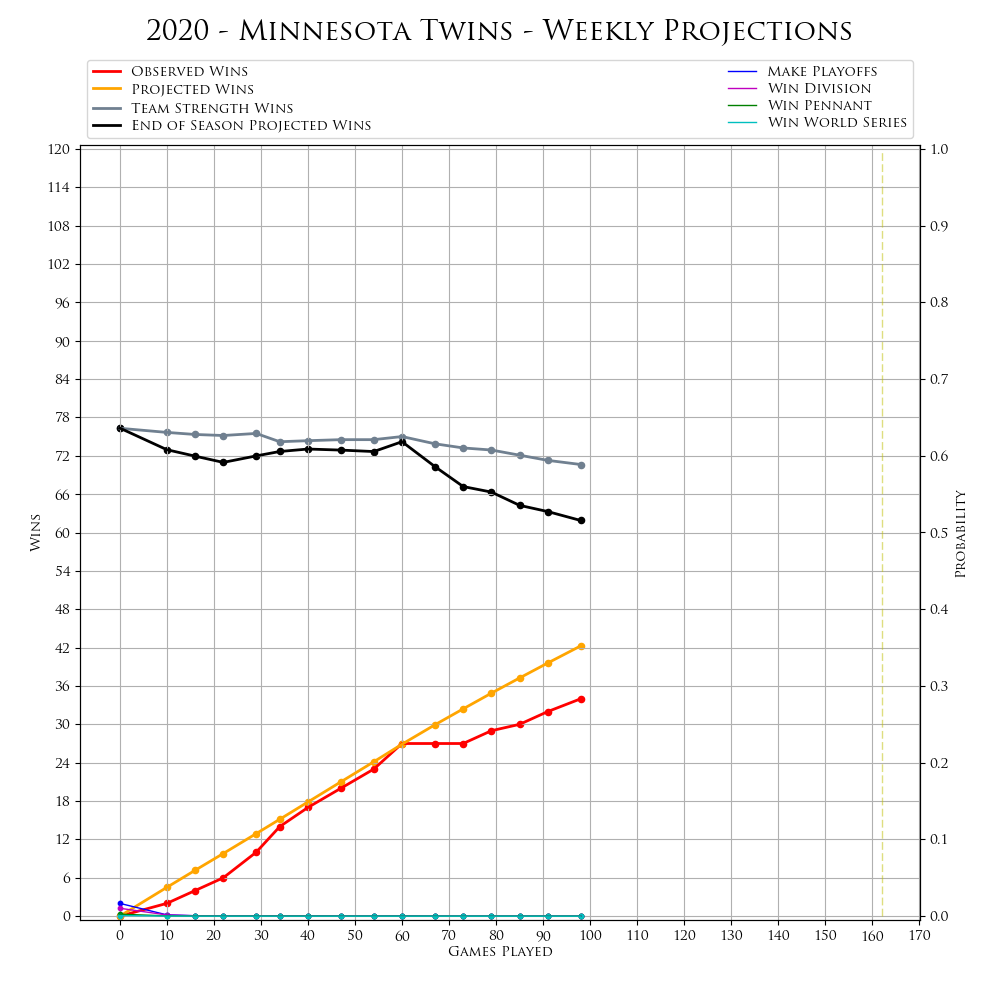 2020 - Minnesota Twins - Weekly Projections
Observed Wins
Projected Wins
Team Strength Wins
End of Season Projected Wins
Make Playoffs
Win Division
Win Pennant
Win World Series
120
114
108
102
96
90
84
78
72
66
60
54
48
42
36
30
24
18
12
6
0
Wins
1.0
0.9
0.8
0.7
0.6
0.5
0.4
0.3
0.2
0.1
0.0
Probability
0 10 20 30 40 50 60 70 80 90 100 110 120 130 140 150 160 170
Games Played